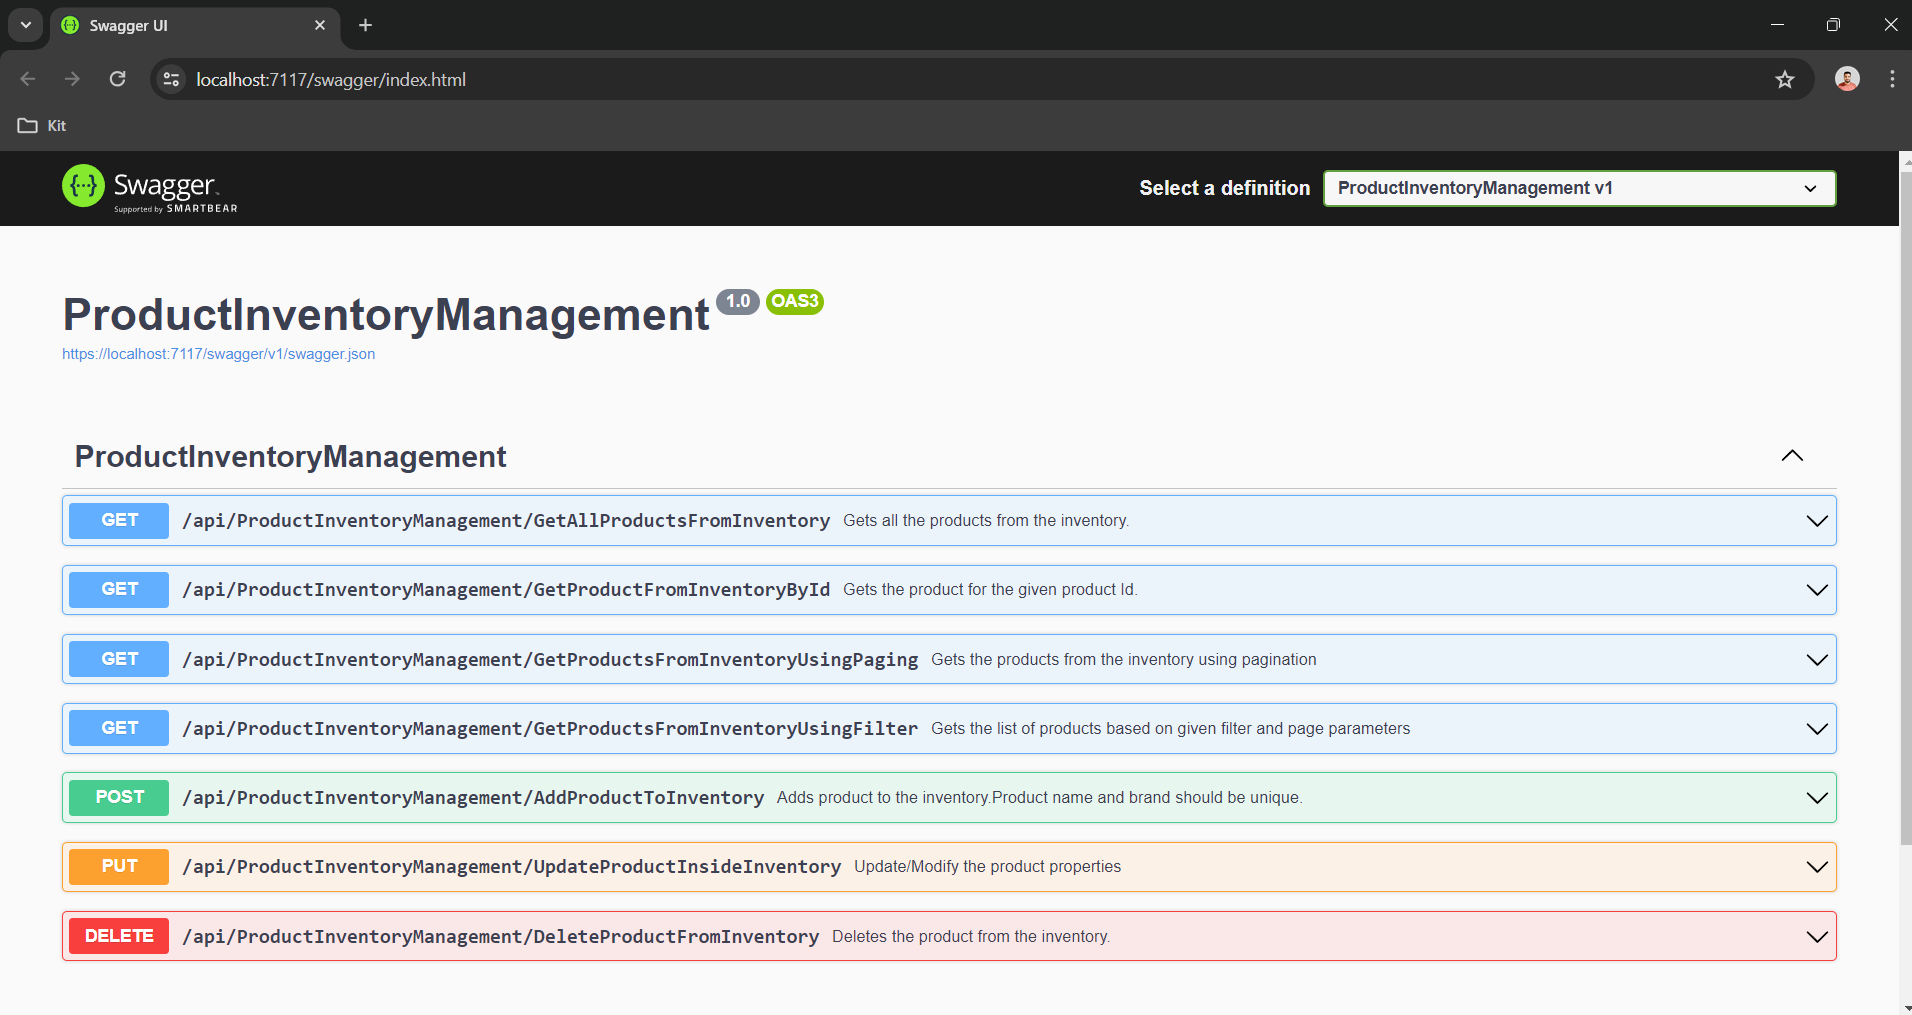 Swagger UI
localhost:7117/swagger/index.html
Kit
{···} Swagger™
Supported by SMARTBEAR
Select a definition
ProductInventoryManagement v1
ProductInventoryManagement 1.0 OAS3
https://localhost:7117/swagger/v1/swagger.json
ProductInventoryManagement
GET /api/ProductInventoryManagement/GetAllProductsFromInventory Gets all the products from the inventory.
GET /api/ProductInventoryManagement/GetProductFromInventoryById Gets the product for the given product Id.
GET /api/ProductInventoryManagement/GetProductsFromInventoryUsingPaging Gets the products from the inventory using pagination
GET /api/ProductInventoryManagement/GetProductsFromInventoryUsingFilter Gets the list of products based on given filter and page parameters
POST /api/ProductInventoryManagement/AddProductToInventory Adds product to the inventory.Product name and brand should be unique.
PUT /api/ProductInventoryManagement/UpdateProductInsideInventory Update/Modify the product properties
DELETE /api/ProductInventoryManagement/DeleteProductFromInventory Deletes the product from the inventory.